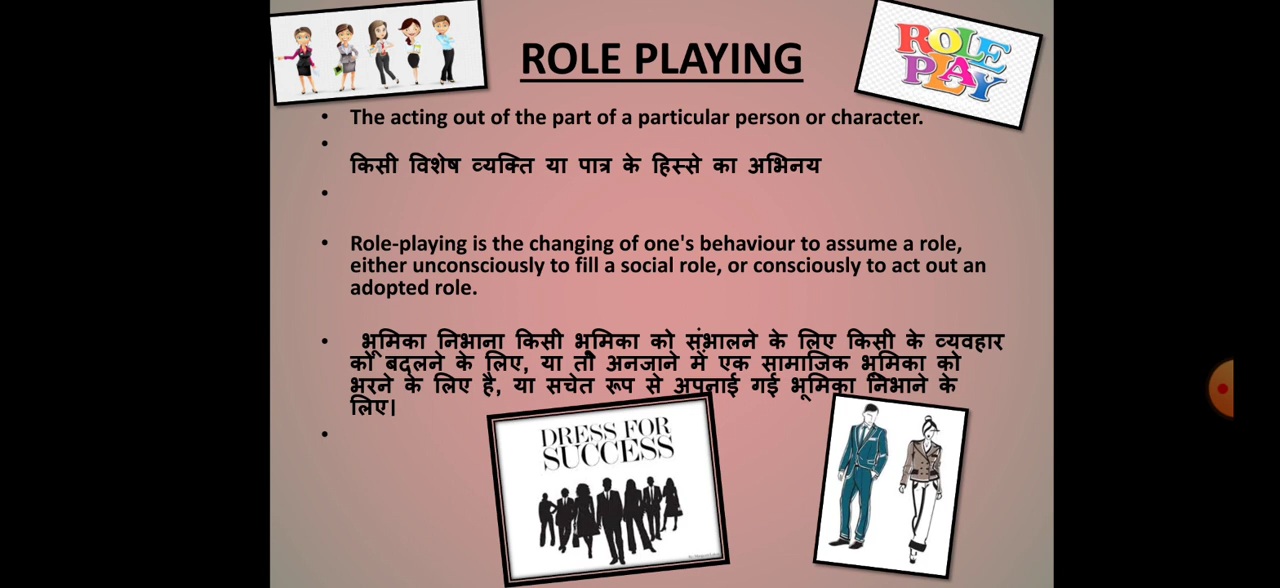 ROLE PLAYING
ROLE
PLAY
• The acting out of the part of a particular person or character.
•
किसी विशेष व्यक्ति या पात्र के हिस्से का अभिनय
•
• Role-playing is the changing of one's behaviour to assume a role,
either unconsciously to fill a social role, or consciously to act out an
adopted role.
• भूमिका निभाना किसी भूमिका को संभालने के लिए किसी के व्यवहार
को बदलने के लिए, या तो अनजाने में एक सामाजिक भूमिका को
भरने के लिए है, या सचेत रूप से अपनाई गई भूमिका निभाने के
लिए।
•
DRESS FOR
SUCCESS